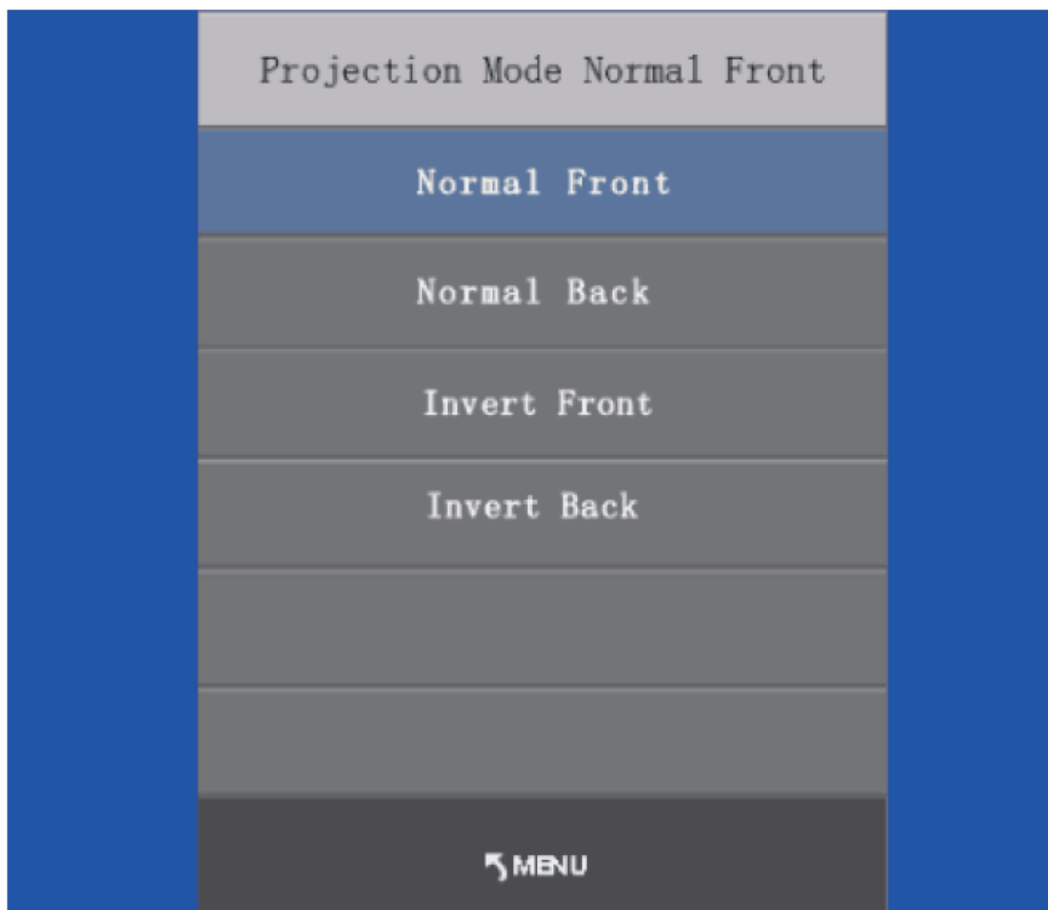 Projection Mode Normal Front
Normal Front
Normal Back
Invert Front
Invert Back
MENU